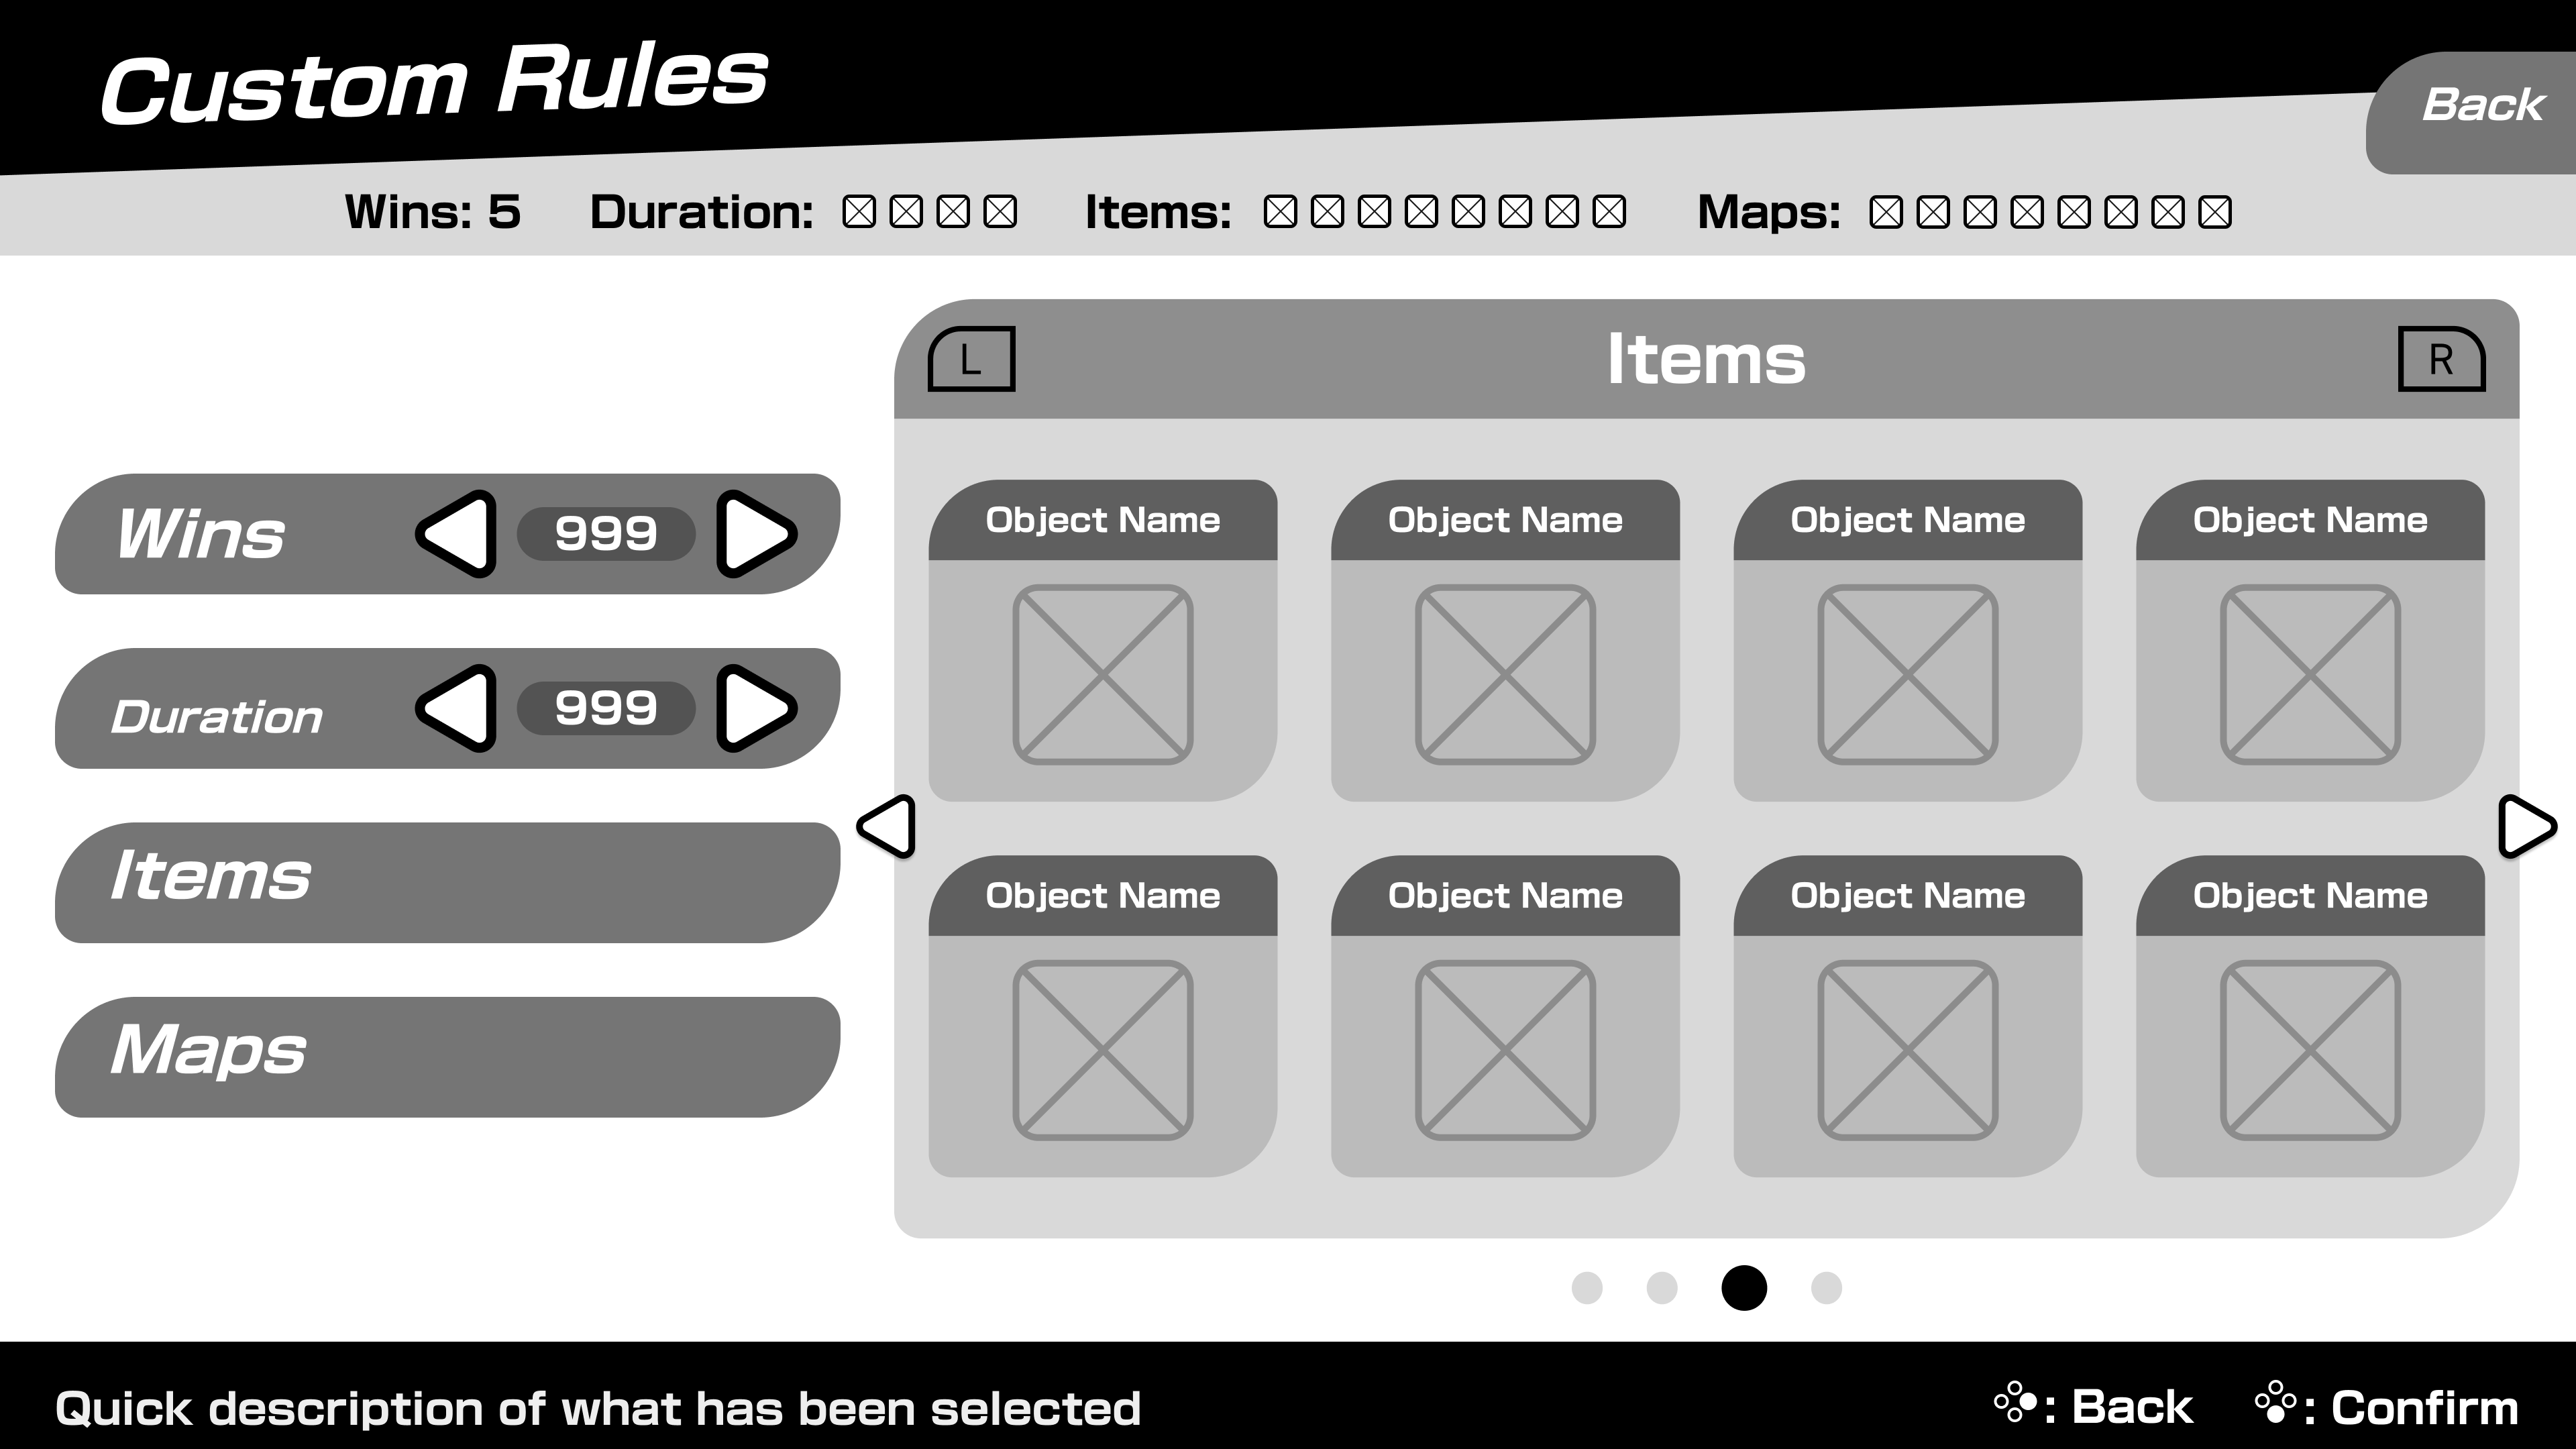 Custom Rules
Back
Wins: 5 Duration: Items: Maps:
L Items R
Wins 999
Duration 999
Items
Maps
Object Name Object Name Object Name Object Name
Object Name Object Name Object Name Object Name
Quick description of what has been selected
: Back : Confirm